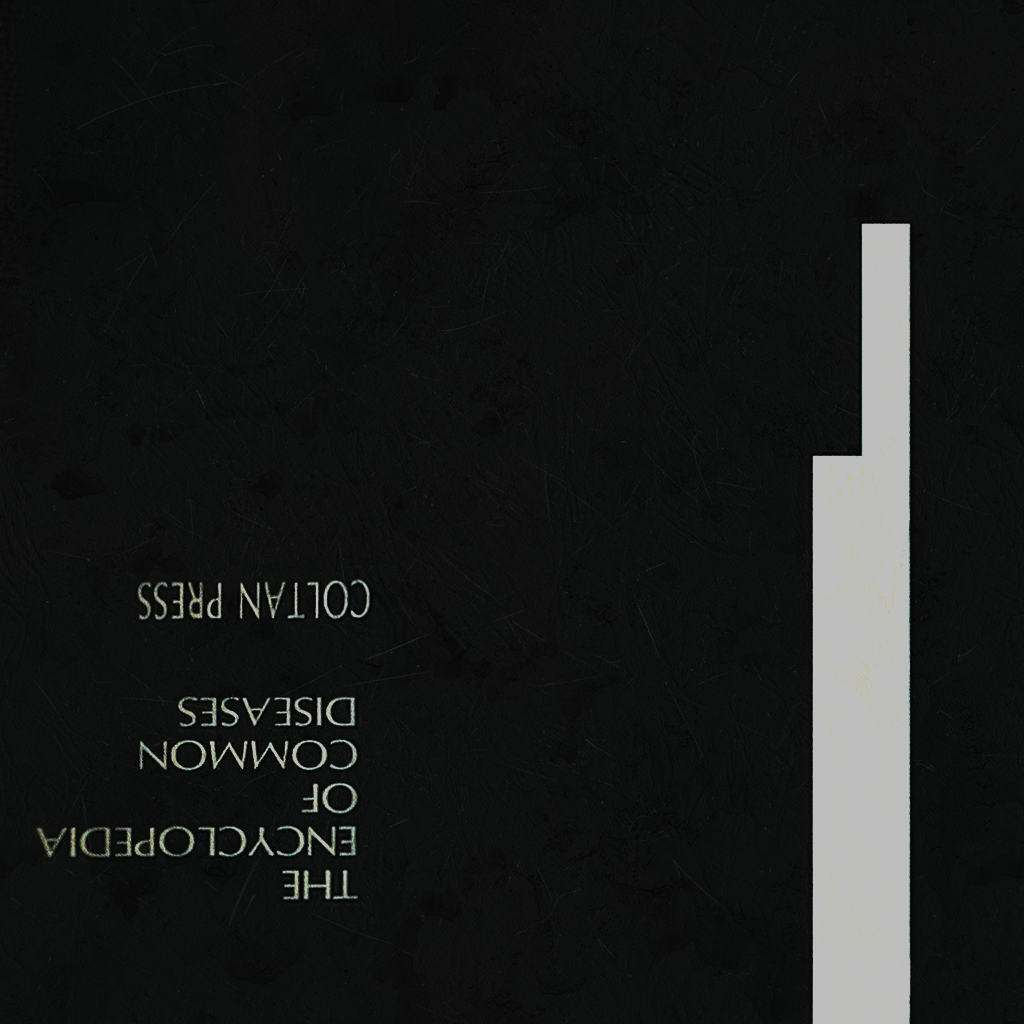 THE
ENCYCLOPEDIA
OF
COMMON
DISEASES
COLTAN PRESS